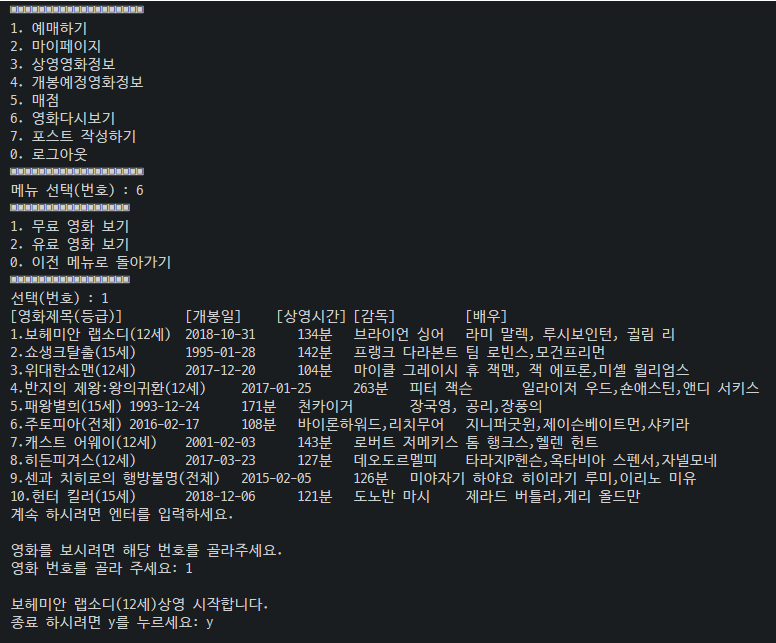 ▣▣▣▣▣▣▣▣▣▣▣▣▣▣▣▣▣▣▣
1. 예매하기
2. 마이페이지
3. 상영영화정보
4. 개봉예정영화정보
5. 매점
6. 영화다시보기
7. 포스트 작성하기
0. 로그아웃
▣▣▣▣▣▣▣▣▣▣▣▣▣▣▣▣▣▣▣
메뉴 선택(번호) : 6
▣▣▣▣▣▣▣▣▣▣▣▣▣▣▣▣▣
1. 무료 영화 보기
2. 유료 영화 보기
0. 이전 메뉴로 돌아가기
▣▣▣▣▣▣▣▣▣▣▣▣▣▣▣▣▣
선택(번호) : 1
[영화제목(등급)] [개봉일] [상영시간] [감독] [배우]
1.보헤미안 랩소디(12세) 2018-10-31 134분 브라이언 싱어 라미 말렉, 루시보인턴, 귈림 리
2.쇼생크탈출(15세) 1995-01-28 142분 프랭크 다라본트 팀 로빈스,모건프리먼
3.위대한쇼맨(12세) 2017-12-20 104분 마이클 그레이시 휴 잭맨, 잭 에프론,미셸 윌리엄스
4.반지의 제왕:왕의귀환(12세) 2017-01-25 263분 피터 잭슨 일라이저 우드,숀애스틴,앤디 서키스
5.패왕별희(15세) 1993-12-24 171분 천카이거 장국영, 공리,장풍의
6.주토피아(전체) 2016-02-17 108분 바이론하워드,리치무어 지니퍼굿윈,제이슨베이트먼,샤키라
7.캐스트 어웨이(12세) 2001-02-03 143분 로버트 저메키스 톰 행크스,헬렌 헌트
8.히든피겨스(12세) 2017-03-23 127분 데오도르멜피 타라지P헨슨,옥타비아 스펜서,자넬모네
9.센과 치히로의 행방불명(전체) 2015-02-05 126분 미야자기 하야요 히이라기 루미,이리노 미유
10.헌터 킬러(15세) 2018-12-06 121분 도노반 마시 제라드 버틀러,게리 올드만
계속 하시려면 엔터를 입력하세요.
영화를 보시려면 해당 번호를 골라주세요.
영화 번호를 골라 주세요: 1
보헤미안 랩소디(12세)상영 시작합니다.
종료 하시려면 y를 누르세요: y